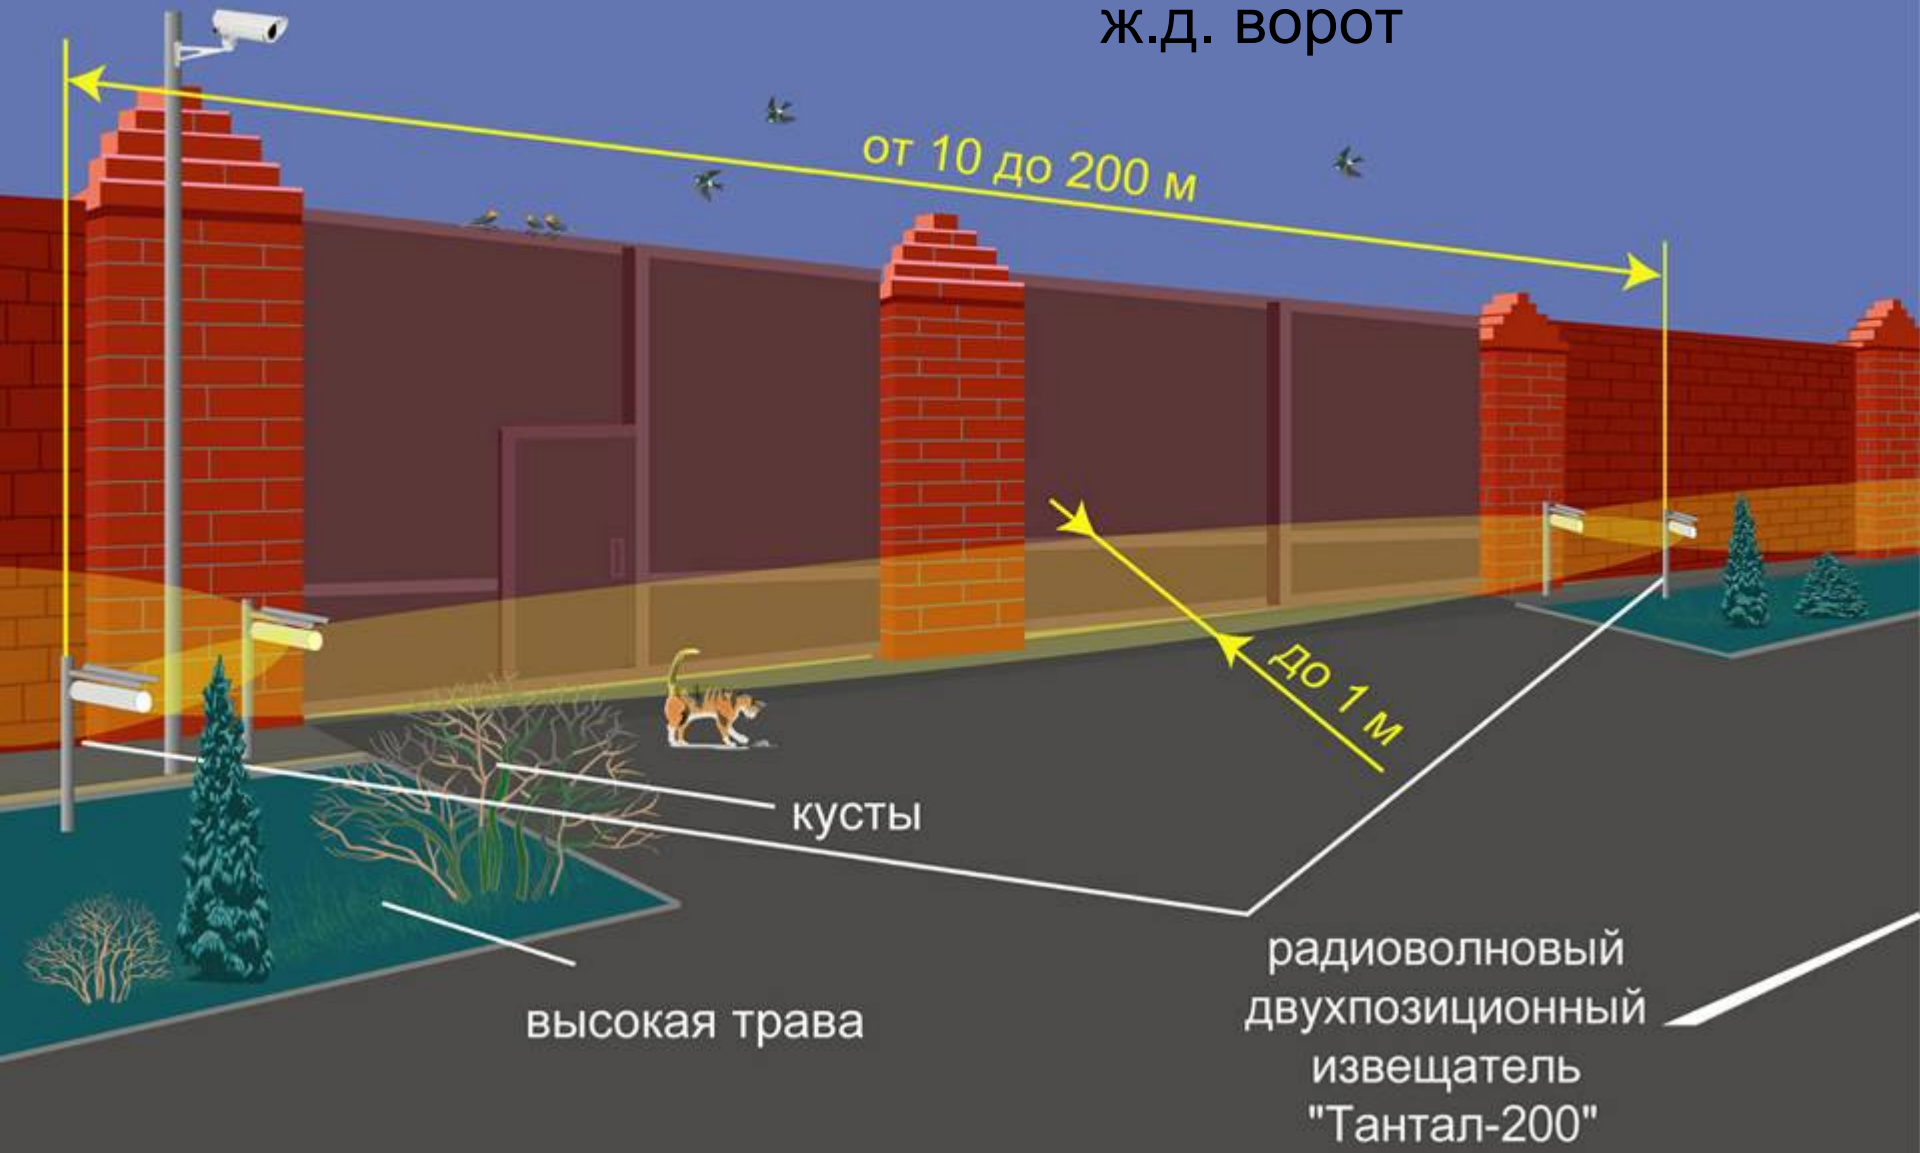 ж.д. ворот
от 10 до 200 м
до 1 м
кусты
высокая трава
радиоволновый
двухпозиционный
извещатель
"Тантал-200"